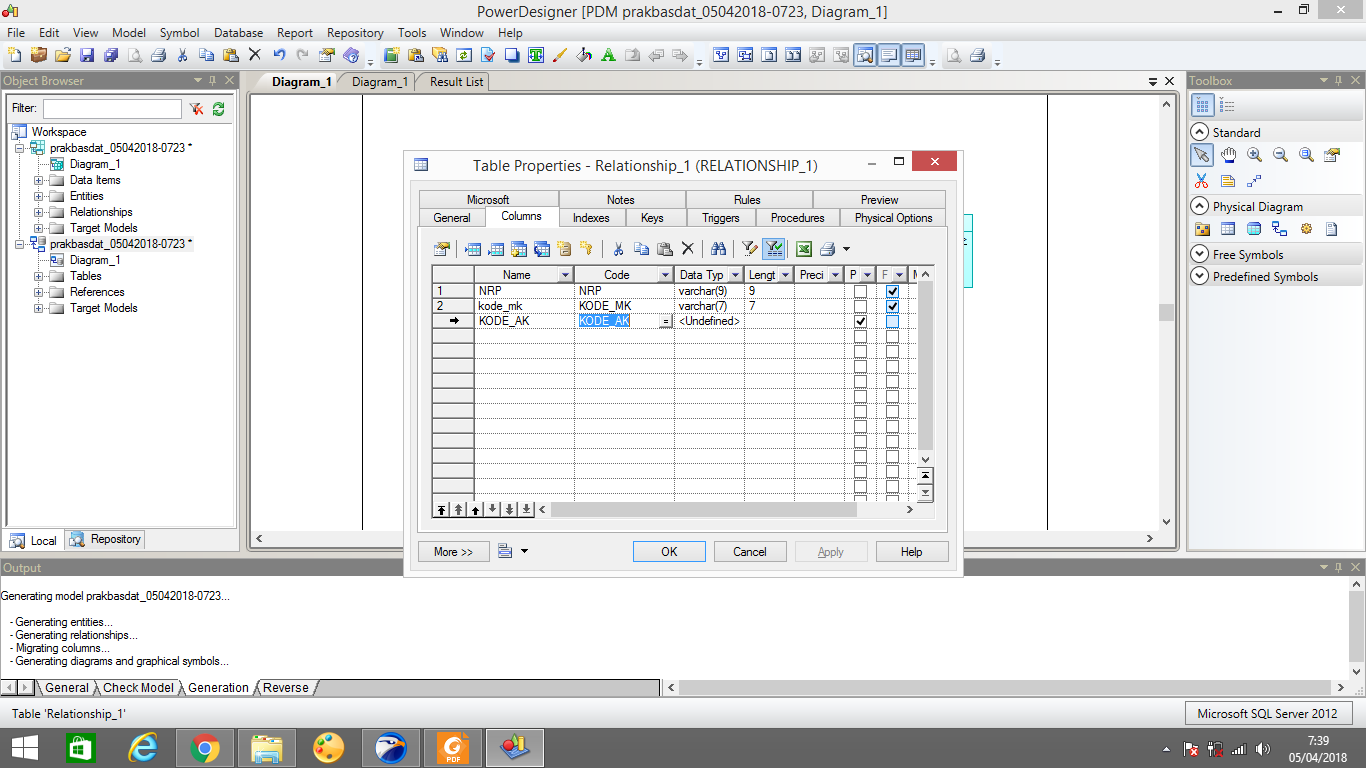 PowerDesigner [PDM prakbasdat_05042018-0723, Diagram_1]
File Edit View Model Symbol Database Report Repository Tools Window Help
Object Browser
Filter:
Workspace
prakbasdat_05042018-0723 *
Diagram_1
Data Items
Entities
Relationships
Target Models
prakbasdat_05042018-0723 *
Diagram_1
Tables
References
Target Models
Local Repository
Diagram_1 Diagram_1 Result List
Table Properties - Relationship_1 (RELATIONSHIP_1)
Microsoft Notes Rules Preview
General Columns Indexes Keys Triggers Procedures Physical Options
Name Code Data Typ Lengt Preci P F M
1 NRP NRP varchar(9) 9
2 kode_mk KODE_MK varchar(7) 7
KODE_AK KODE_AK = <Undefined>
More >> OK Cancel Apply Help
Toolbox
Standard
Physical Diagram
Free Symbols
Predefined Symbols
Output
Generating model prakbasdat_05042018-0723...
- Generating entities...
- Generating relationships...
- Migrating columns...
- Generating diagrams and graphical symbols...
General Check Model Generation Reverse
Table 'Relationship_1'
Microsoft SQL Server 2012
PDF
7:39
05/04/2018